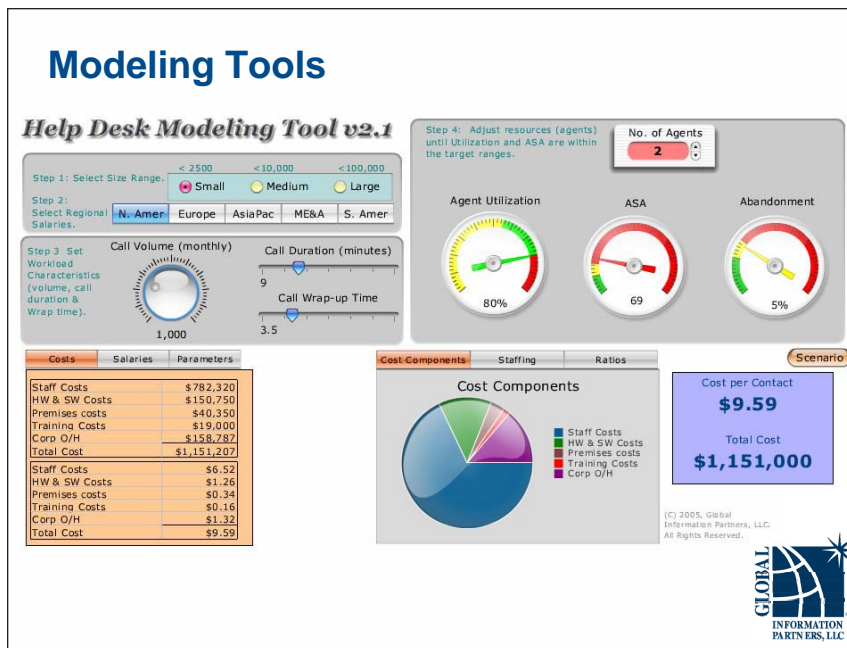 Modeling Tools
Help Desk Modeling Tool v2.1
Step 1: Select Size Range.
< 2500 <10,000 <100,000
Small Medium Large
Step 2:
Select Regional
Salaries.
N. Amer Europe AsiaPac ME&A S. Amer
Step 3 Set
Workload
Characteristics
(volume, call
duration &
Wrap time).
Call Volume (monthly)
1,000
Call Duration (minutes)
9
Call Wrap-up Time
3.5
Step 4: Adjust resources (agents)
until Utilization and ASA are within
the target ranges.
No. of Agents
2
Agent Utilization
80%
ASA
69
Abandonment
5%
Costs Salaries Parameters
Staff Costs $782,320
HW & SW Costs $150,750
Premises costs $40,350
Training Costs $19,000
Corp O/H $158,787
Total Cost $1,151,207
Staff Costs $6.52
HW & SW Costs $1.26
Premises costs $0.34
Training Costs $0.16
Corp O/H $1.32
Total Cost $9.59
Cost Components Staffing Ratios
Cost Components
Staff Costs
HW & SW Costs
Premises costs
Training Costs
Corp O/H
Scenario
Cost per Contact
$9.59
Total Cost
$1,151,000
(C) 2005, Global
Information Partners, LLC.
All Rights Reserved.
GLOBAL
INFORMATION
PARTNERS, LLC